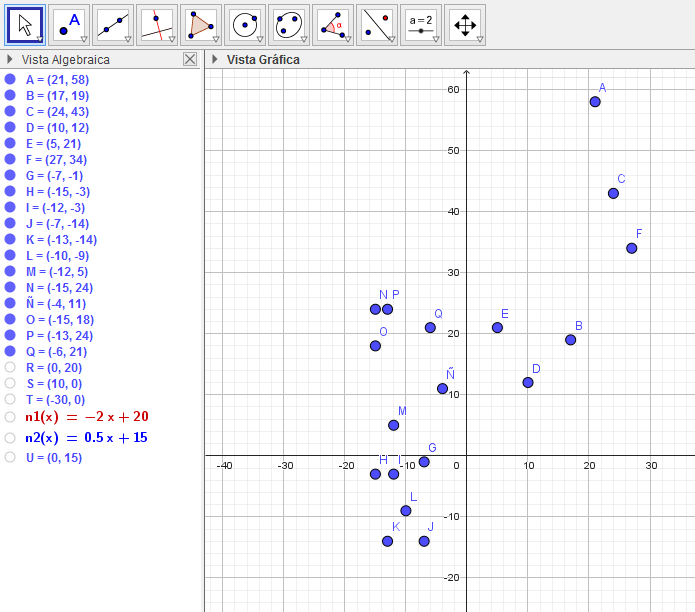 A
α
a = 2
Vista Algebraica
Vista Gráfica
A = (21, 58)
B = (17, 19)
C = (24, 43)
D = (10, 12)
E = (5, 21)
F = (27, 34)
G = (-7, -1)
H = (-15, -3)
I = (-12, -3)
J = (-7, -14)
K = (-13, -14)
L = (-10, -9)
M = (-12, 5)
N = (-15, 24)
Ñ = (-4, 11)
O = (-15, 18)
P = (-13, 24)
Q = (-6, 21)
R = (0, 20)
S = (10, 0)
T = (-30, 0)
n1(x) = −2 x + 20
n2(x) = 0.5 x + 15
U = (0, 15)
60
A
50
C
40
F
30
N P
Q
E
B
20
O
D
Ñ
10
M
G
H I
-40 -30 -20 -10 0 10 20 30
L
-10
K
J
-20